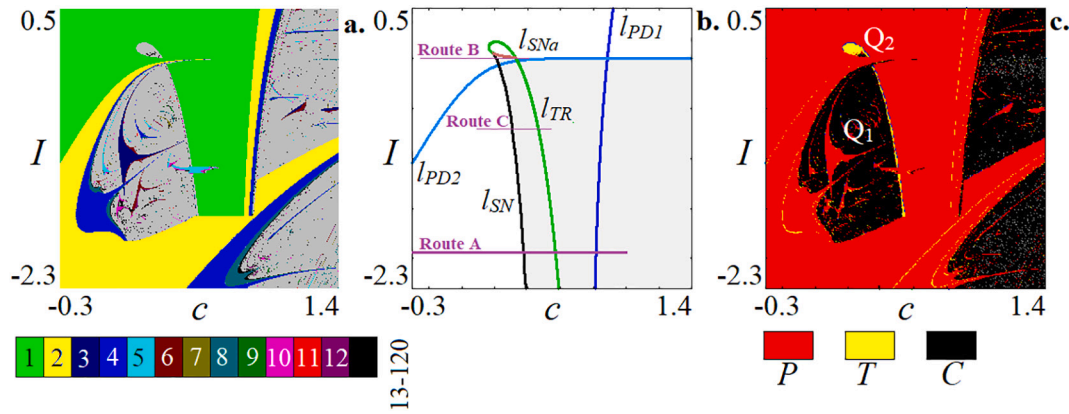 0.5
a.
I
-2.3
-0.3
c
1.4
1 2 3 4 5 6 7 8 9 10 11 12
13-120
0.5
b.
Route B
l_SNa
l_PD1
Route C
l_TR
I
l_PD2
l_SN
Route A
-2.3
-0.3
c
1.4
0.5
c.
Q2
Q1
I
-2.3
-0.3
c
1.4
P T C